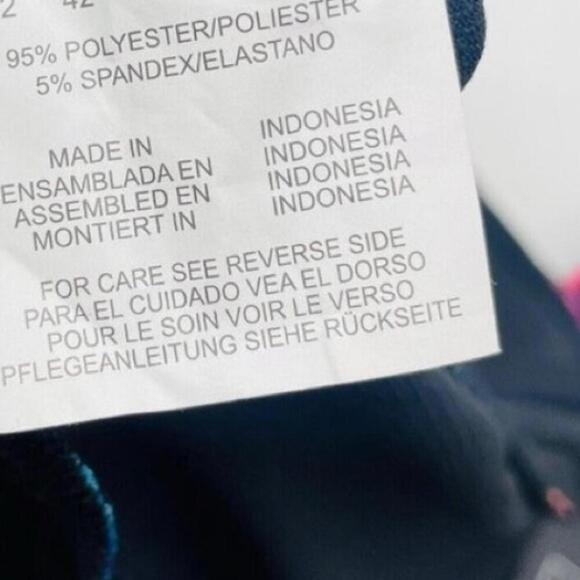 2 42
95% POLYESTER/POLIESTER
5% SPANDEX/ELASTANO
MADE IN INDONESIA
ENSAMBLADA EN INDONESIA
ASSEMBLED EN INDONESIA
MONTIERT IN INDONESIA
FOR CARE SEE REVERSE SIDE
PARA EL CUIDADO VEA EL DORSO
POUR LE SOIN VOIR LE VERSO
PFLEGEANLEITUNG SIEHE RÜCKSEITE